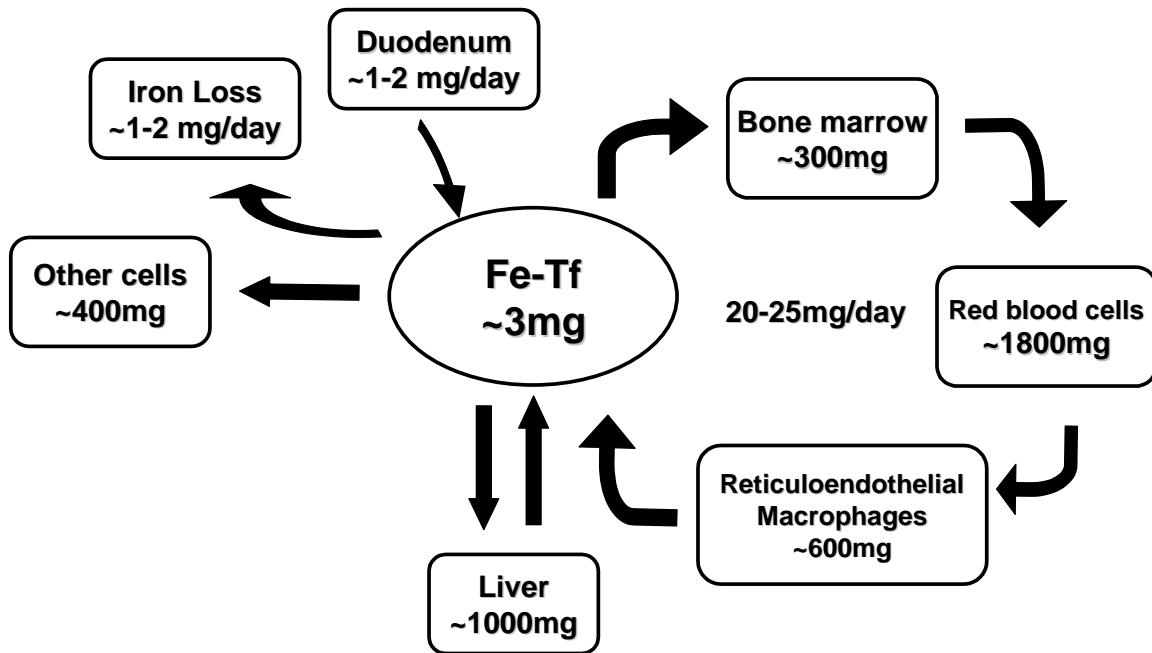 Duodenum
~1-2 mg/day
Iron Loss
~1-2 mg/day
Bone marrow
~300mg
Other cells
~400mg
Fe-Tf
~3mg
20-25mg/day
Red blood cells
~1800mg
Reticuloendothelial
Macrophages
~600mg
Liver
~1000mg